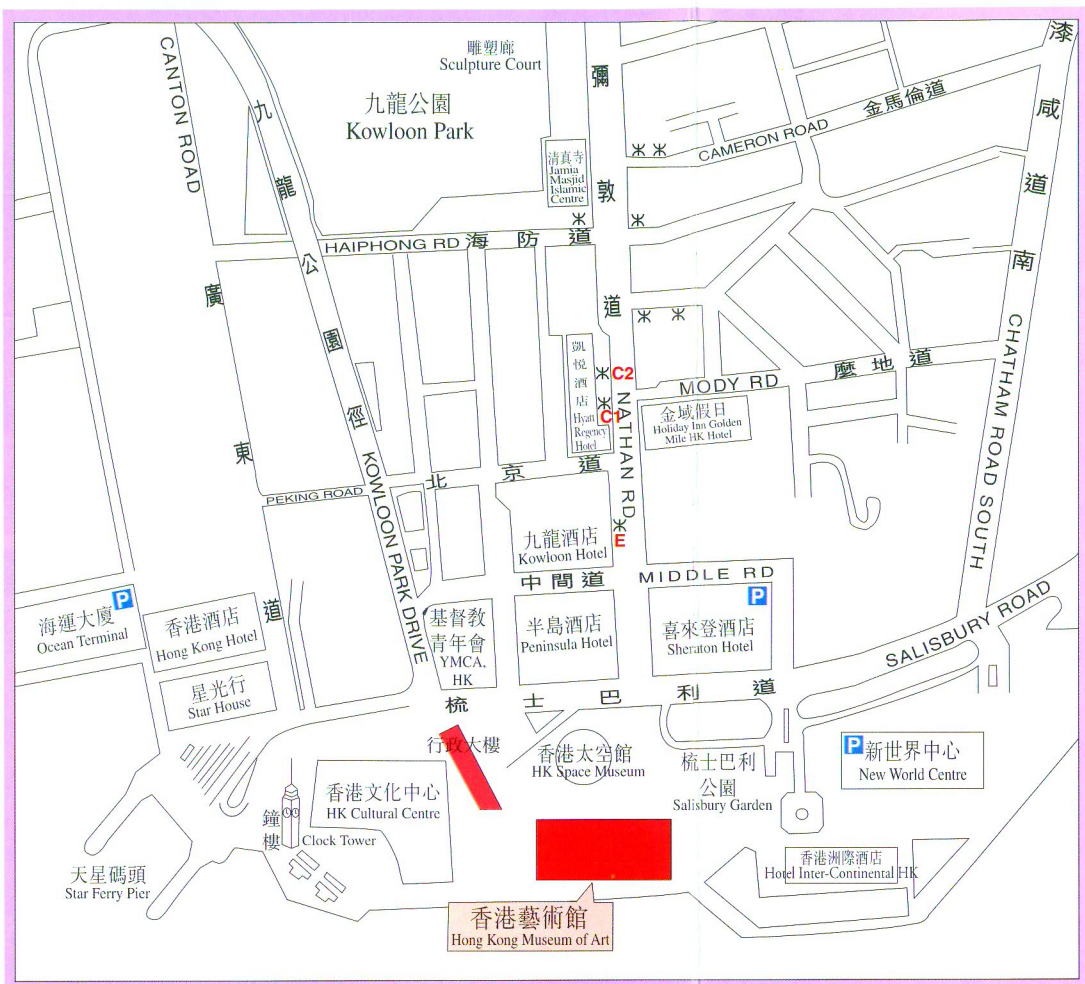 CANTON ROAD
廣東道
九龍公園徑
KOWLOON PARK DRIVE
雕塑廊
Sculpture Court
九龍公園
Kowloon Park
清真寺
Jamia
Masjid
Islamic
Centre
彌敦道
NATHAN RD
CAMERON ROAD
金馬倫道
漆咸道南
CHATHAM ROAD SOUTH
HAIPHONG RD 海防道
凱悅酒店
Hyatt
Regency
Hotel
C2
C1
E
MODY RD
麼地道
金域假日
Holiday Inn Golden
Mile HK Hotel
PEKING ROAD
北京道
九龍酒店
Kowloon Hotel
中間道
MIDDLE RD
P
海運大廈
Ocean Terminal
香港酒店
Hong Kong Hotel
星光行
Star House
基督敎
青年會
YMCA,
HK
半島酒店
Peninsula Hotel
P
喜來登酒店
Sheraton Hotel
SALISBURY ROAD
梳士巴利道
行政大樓
香港太空館
HK Space Museum
梳士巴利
公園
Salisbury Garden
P
新世界中心
New World Centre
香港文化中心
HK Cultural Centre
鐘樓
Clock Tower
天星碼頭
Star Ferry Pier
香港洲際酒店
Hotel Inter-Continental HK
香港藝術館
Hong Kong Museum of Art